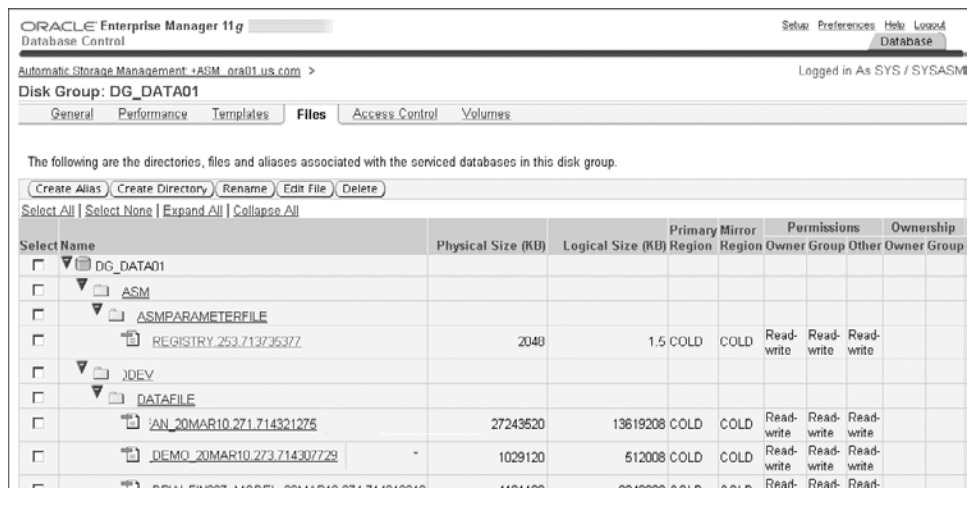 ORACLE Enterprise Manager 11g
Database Control
Setup Preferences Help Logout
Database
Automatic Storage Management: +ASM_ora01.us.com >
Logged in As SYS / SYSASM
Disk Group: DG_DATA01
General Performance Templates Files Access Control Volumes
The following are the directories, files and aliases associated with the serviced databases in this disk group.
Create Alias Create Directory Rename Edit File Delete
Select All | Select None | Expand All | Collapse All
Select Name Physical Size (KB) Logical Size (KB) Primary Region Mirror Region Permissions Owner Group Other Ownership Owner Group
DG_DATA01
ASM
ASMPARAMETERFILE
REGISTRY.253.713735377 2048 1.5 COLD COLD Read-write Read-write Read-write
DATAFILE
AN_20MAR10.271.714321275 27243520 13619208 COLD COLD Read-write Read-write Read-write
_DEMO_20MAR10.273.714307729 1029120 512008 COLD COLD Read-write Read-write Read-write
Read- Read- Read-